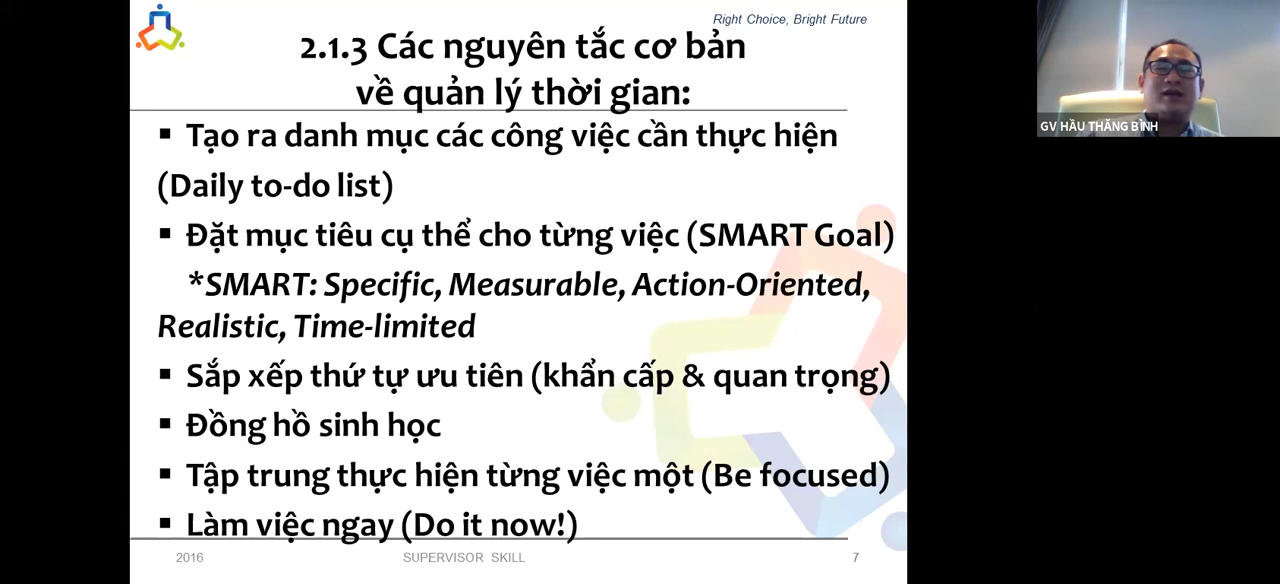 Right Choice, Bright Future
2.1.3 Các nguyên tắc cơ bản
về quản lý thời gian:
▪ Tạo ra danh mục các công việc cần thực hiện
(Daily to-do list)
▪ Đặt mục tiêu cụ thể cho từng việc (SMART Goal)
*SMART: Specific, Measurable, Action-Oriented,
Realistic, Time-limited
▪ Sắp xếp thứ tự ưu tiên (khẩn cấp & quan trọng)
▪ Đồng hồ sinh học
▪ Tập trung thực hiện từng việc một (Be focused)
▪ Làm việc ngay (Do it now!)
2016 SUPERVISOR SKILL 7
GV HẦU THĂNG BÌNH